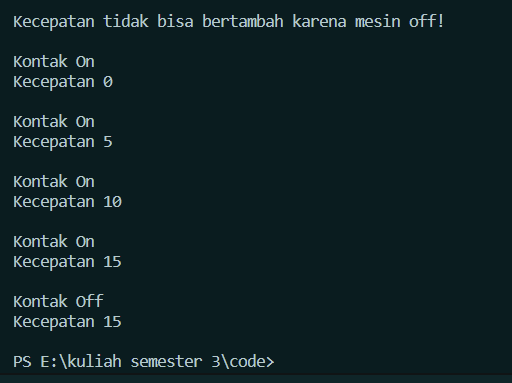 Kecepatan tidak bisa bertambah karena mesin off!
Kontak On
Kecepatan 0
Kontak On
Kecepatan 5
Kontak On
Kecepatan 10
Kontak On
Kecepatan 15
Kontak Off
Kecepatan 15
PS E:\kuliah semester 3\code>